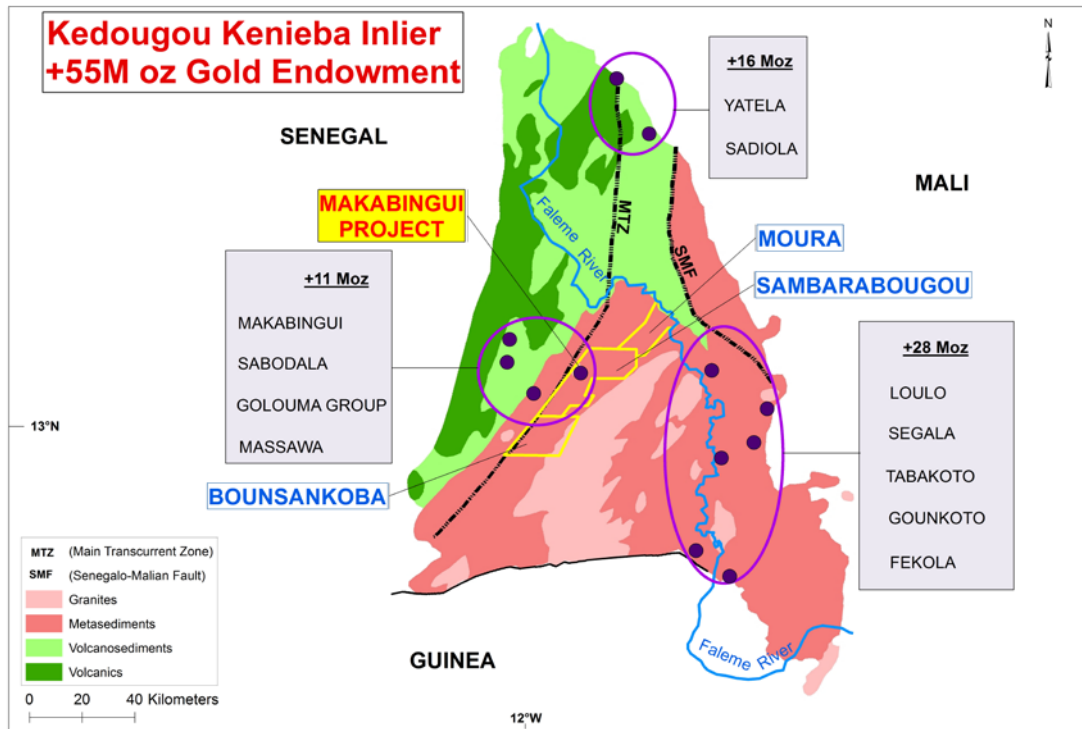 Kedougou Kenieba Inlier
+55M oz Gold Endowment
N
+16 Moz
YATELA
SADIOLA
SENEGAL
MALI
MAKABINGUI
PROJECT
Faleme River
MTZ
SMF
MOURA
SAMBARABOUGOU
+11 Moz
MAKABINGUI
SABODALA
GOLOUMA GROUP
MASSAWA
+28 Moz
LOULO
SEGALA
TABAKOTO
GOUNKOTO
FEKOLA
13°N
BOUNSANKOBA
MTZ (Main Transcurrent Zone)
SMF (Senegalo-Malian Fault)
Granites
Metasediments
Volcanosediments
Volcanics
0 20 40 Kilometers
GUINEA
Faleme River
12°W